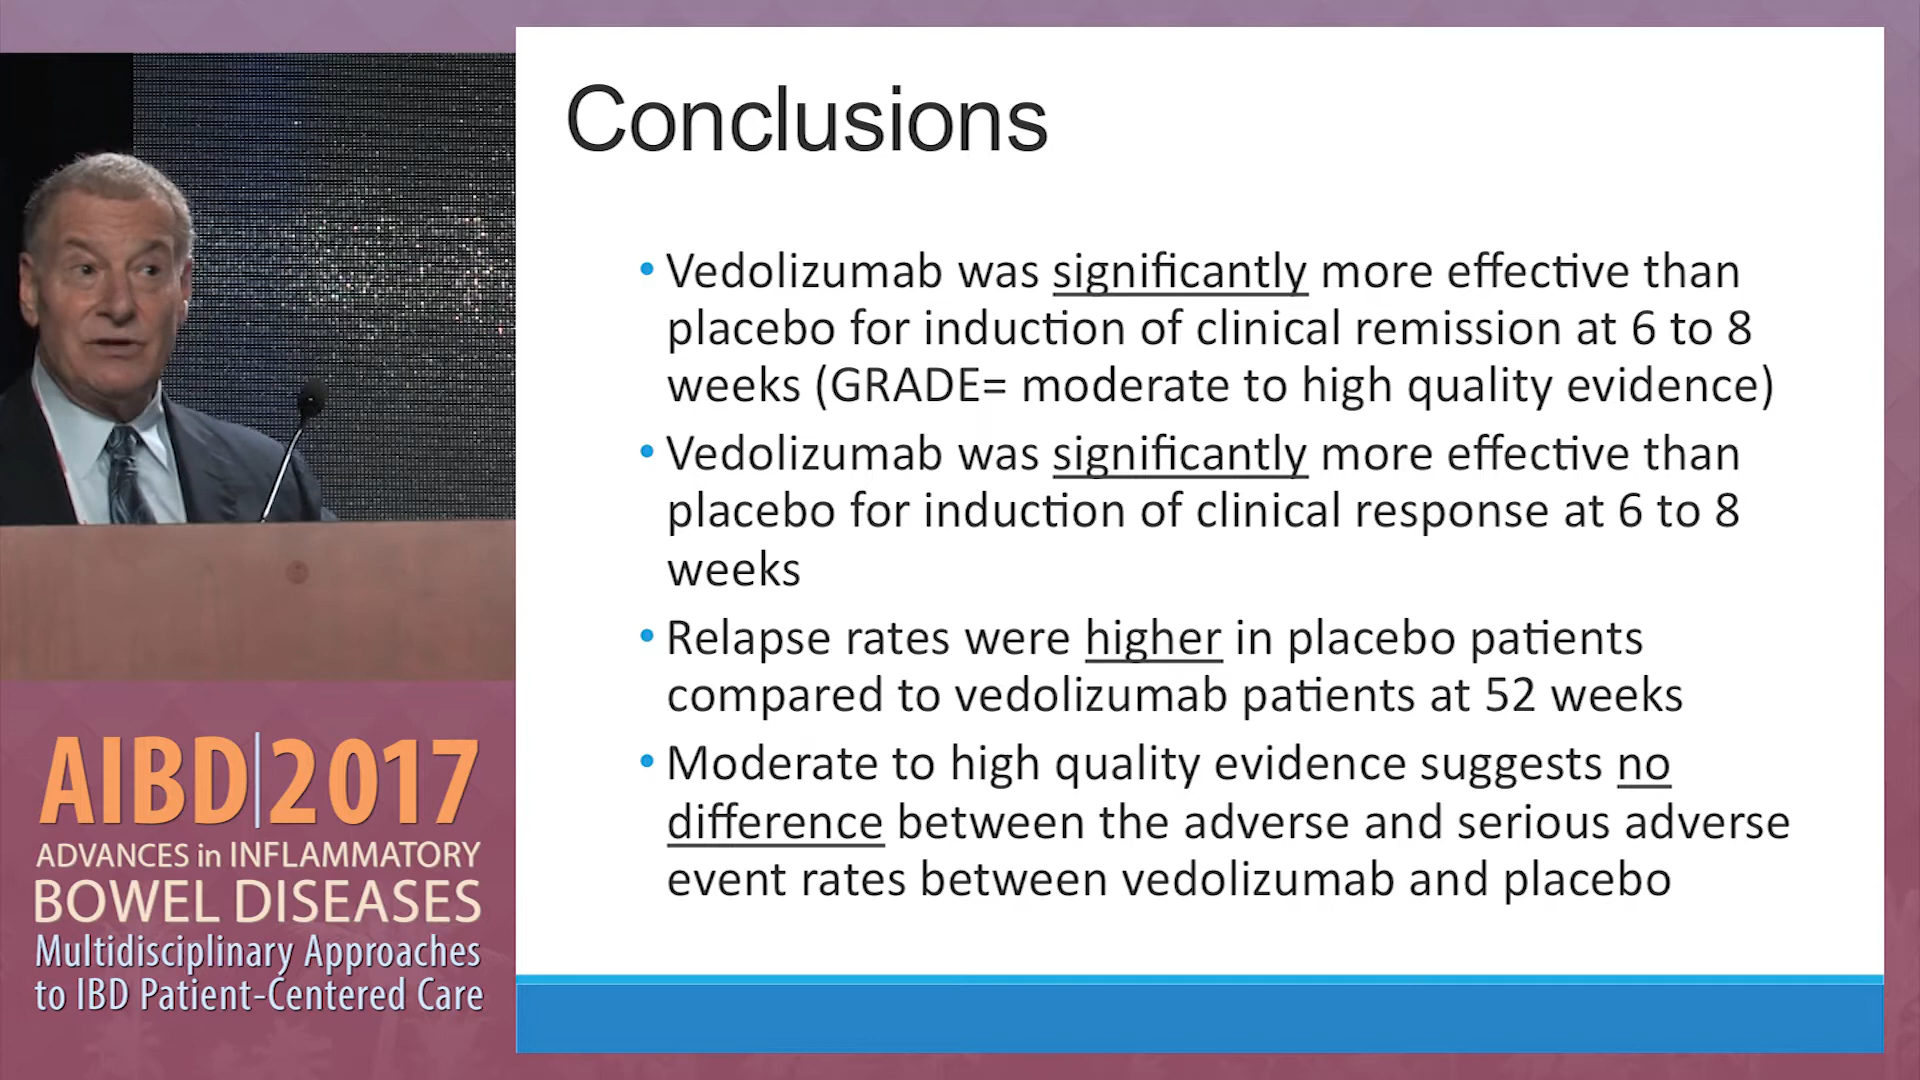 Conclusions
• Vedolizumab was significantly more effective than
placebo for induction of clinical remission at 6 to 8
weeks (GRADE= moderate to high quality evidence)
• Vedolizumab was significantly more effective than
placebo for induction of clinical response at 6 to 8
weeks
• Relapse rates were higher in placebo patients
compared to vedolizumab patients at 52 weeks
• Moderate to high quality evidence suggests no
difference between the adverse and serious adverse
event rates between vedolizumab and placebo
AIBD|2017
ADVANCES in INFLAMMATORY
BOWEL DISEASES
Multidisciplinary Approaches
to IBD Patient-Centered Care